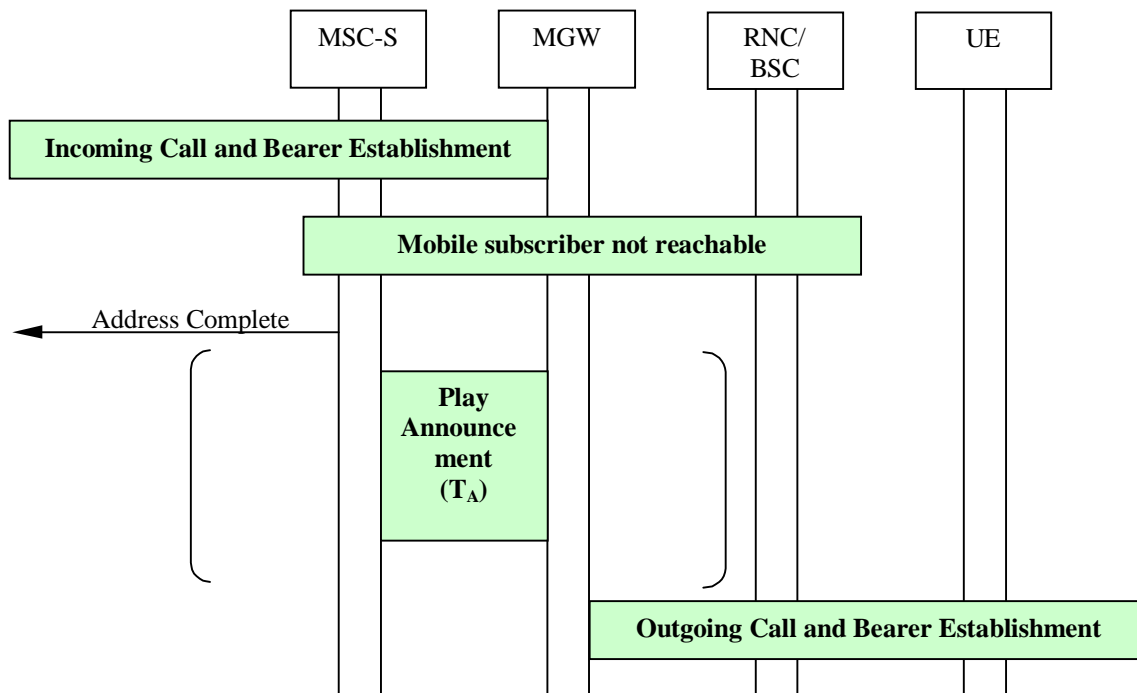 MSC-S
MGW
RNC/
BSC
UE
Incoming Call and Bearer Establishment
Mobile subscriber not reachable
Address Complete
Play
Announce
ment
(T_A)
Outgoing Call and Bearer Establishment